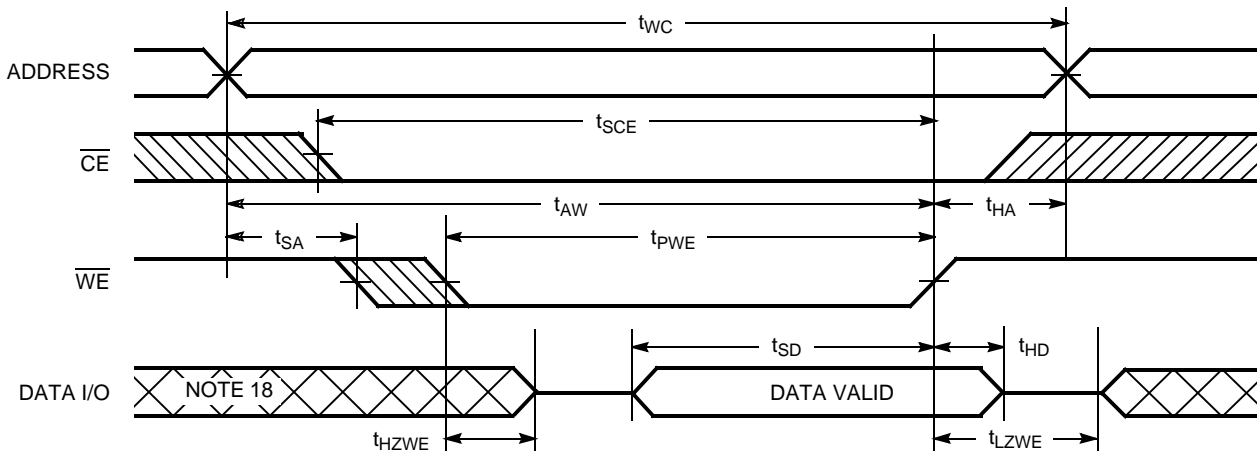 tWC
ADDRESS
tSCE
CE
tAW
tHA
tSA
tPWE
WE
tSD
tHD
DATA I/O
NOTE 18
DATA VALID
tHZWE
tLZWE